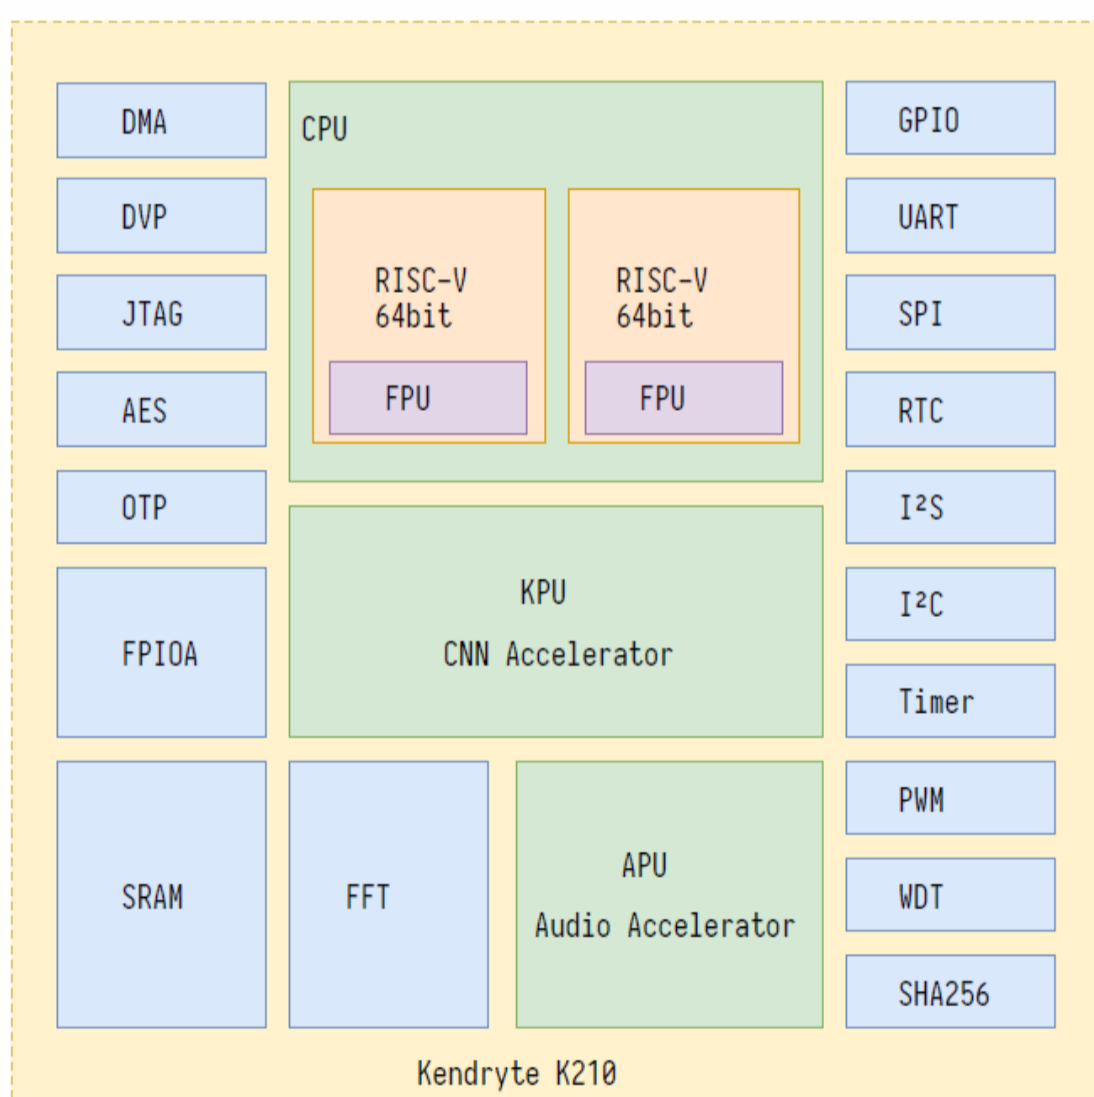 DMA
DVP
JTAG
AES
OTP
FPIOA
SRAM
CPU
RISC-V
64bit
FPU
RISC-V
64bit
FPU
KPU
CNN Accelerator
FFT
APU
Audio Accelerator
GPIO
UART
SPI
RTC
I²S
I²C
Timer
PWM
WDT
SHA256
Kendryte K210